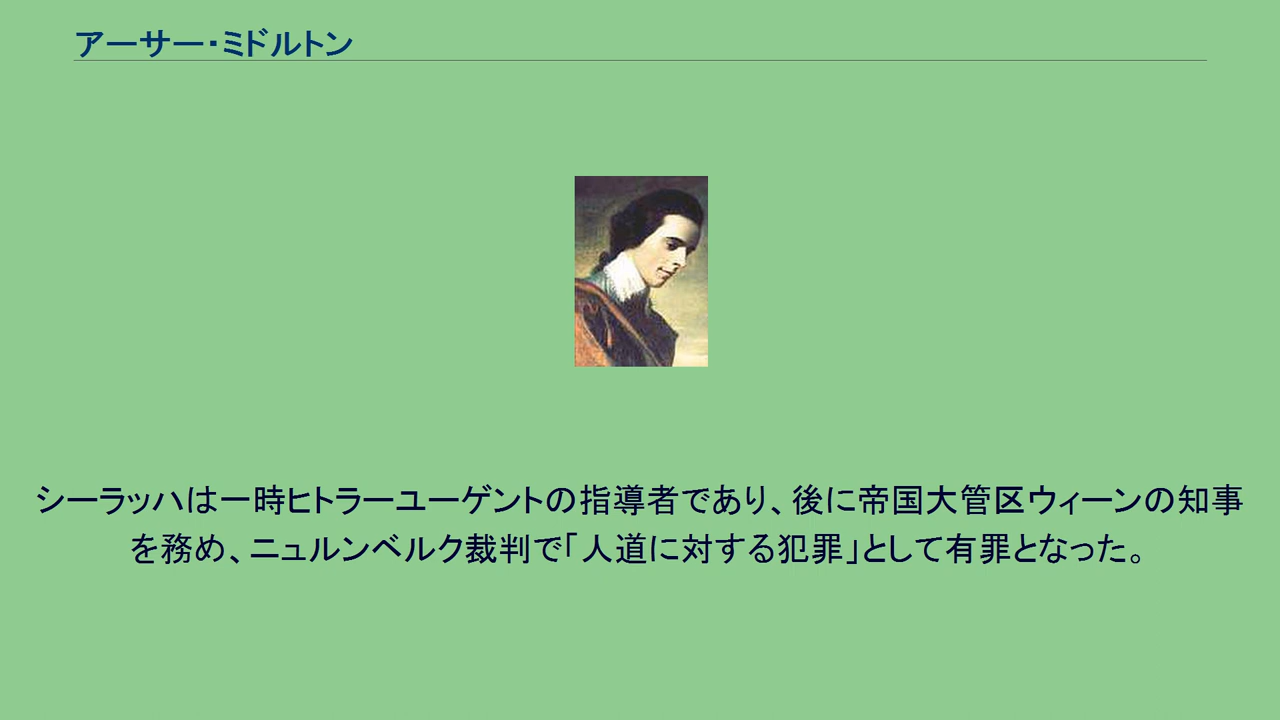 アーサー・ミドルトン
シーラッハは一時ヒトラーユーゲントの指導者であり、後に帝国大管区ウィーンの知事
を務め、ニュルンベルク裁判で「人道に対する犯罪」として有罪となった。